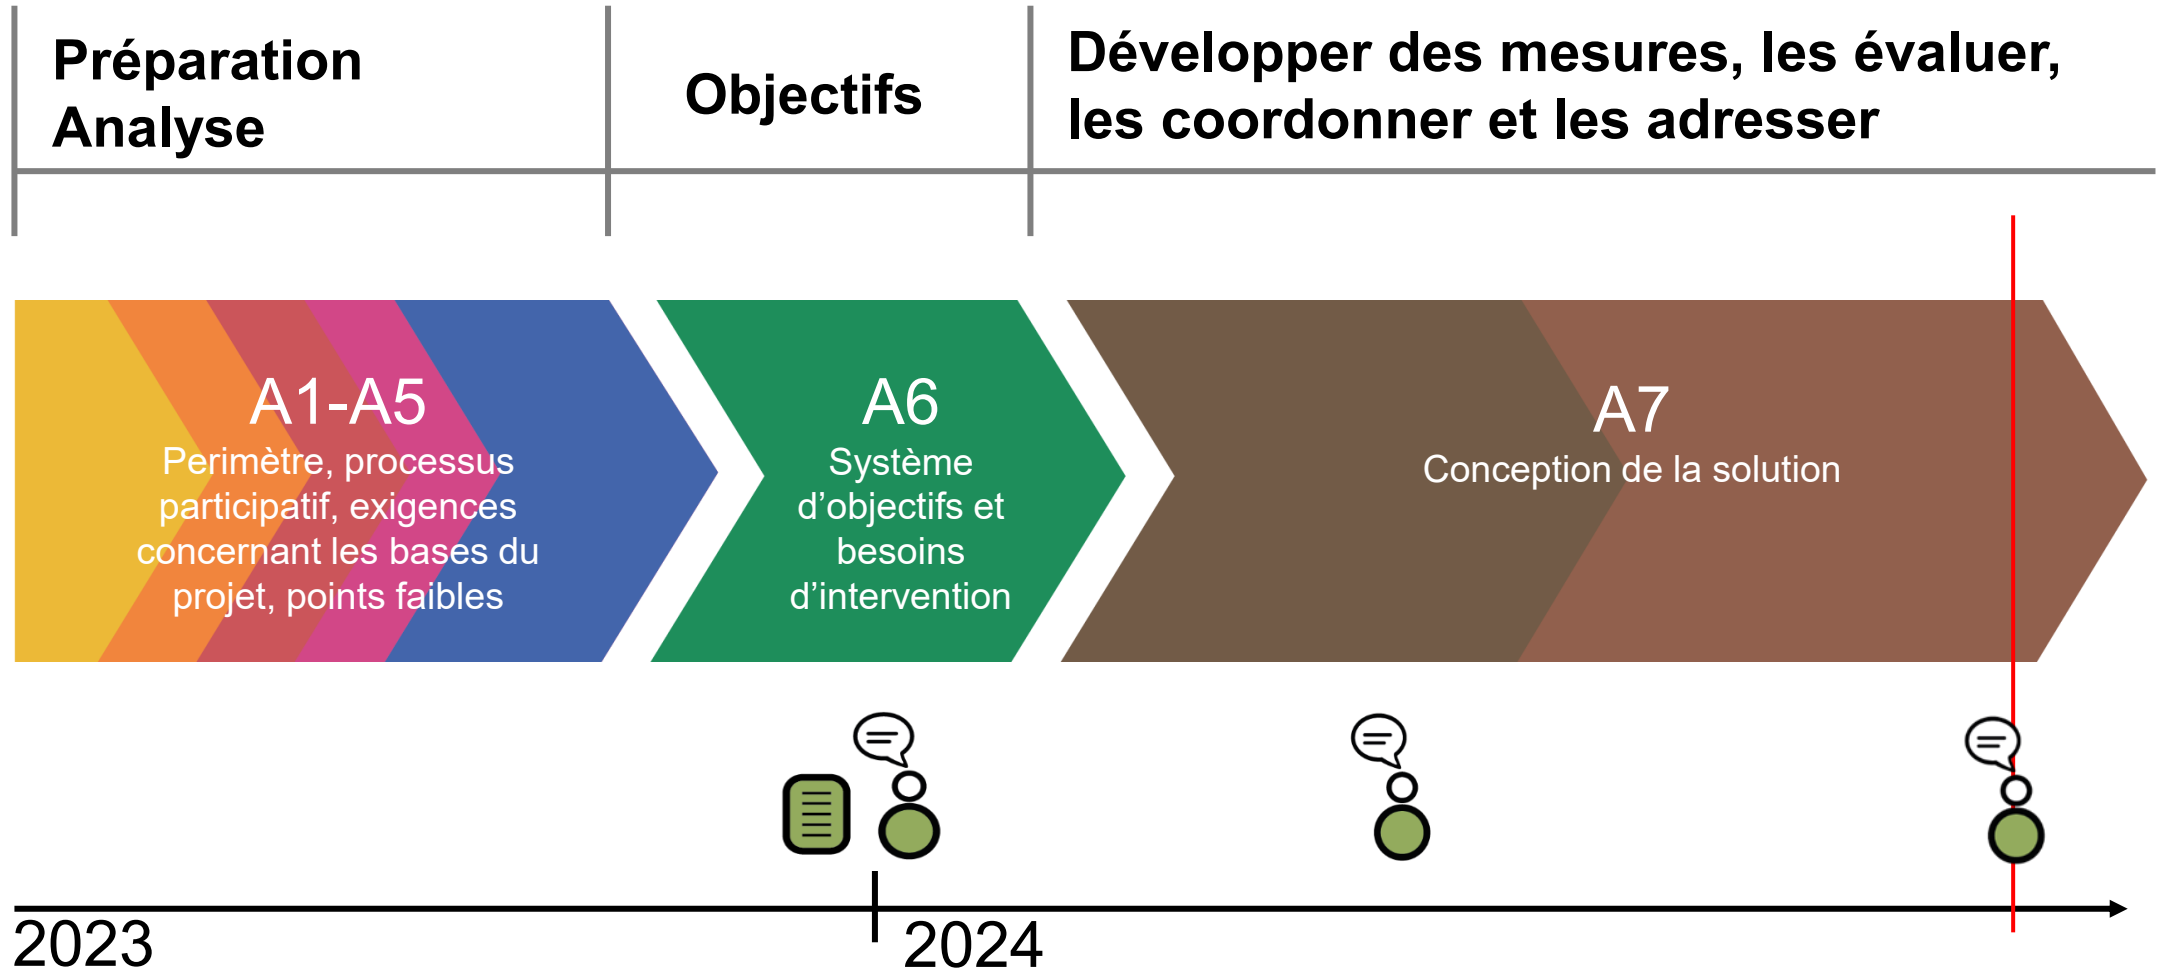 Préparation
Analyse
Objectifs
Développer des mesures, les évaluer,
les coordonner et les adresser
A1-A5
Perimètre, processus
participatif, exigences
concernant les bases du
projet, points faibles
A6
Système
d’objectifs et
besoins
d’intervention
A7
Conception de la solution
2023
2024